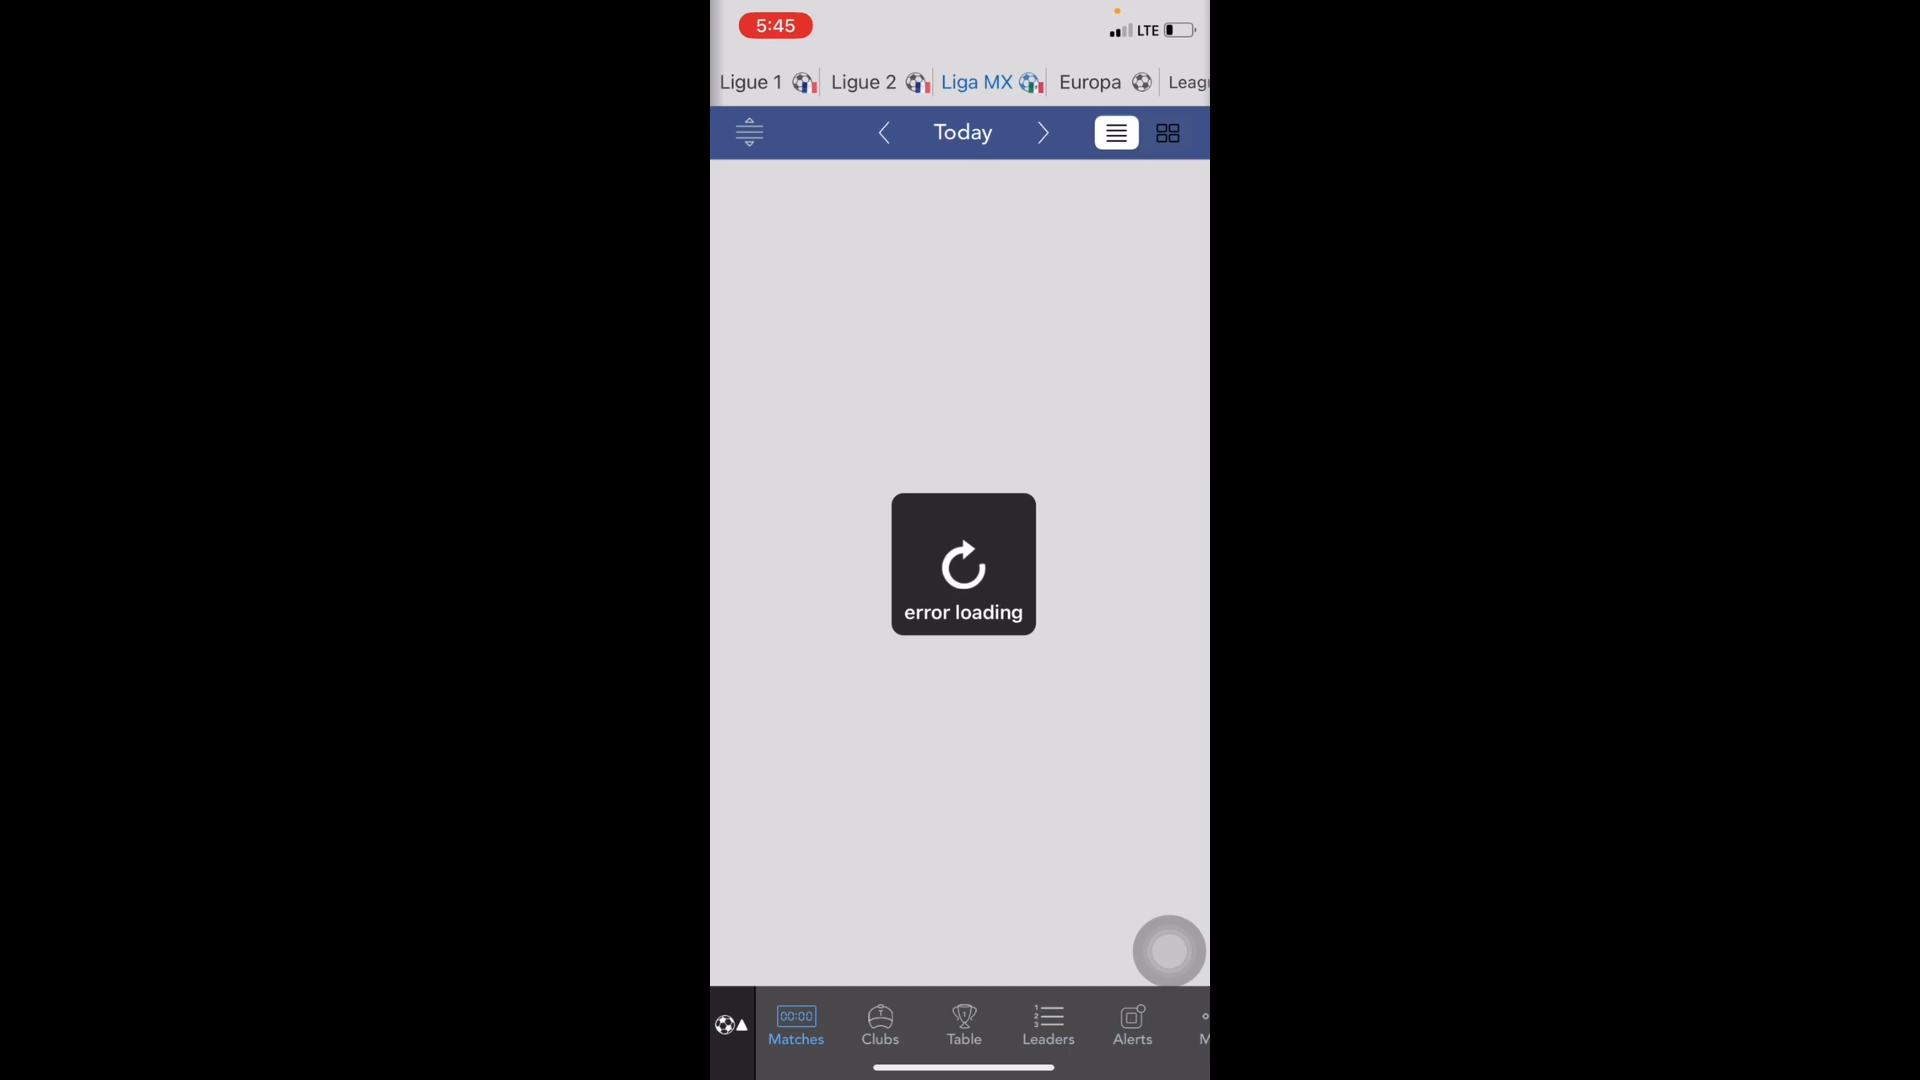 5:45
LTE
Ligue 1
Ligue 2
Liga MX
Europa
Leagu
Today
error loading
00:00
Matches
Clubs
Table
Leaders
Alerts
M